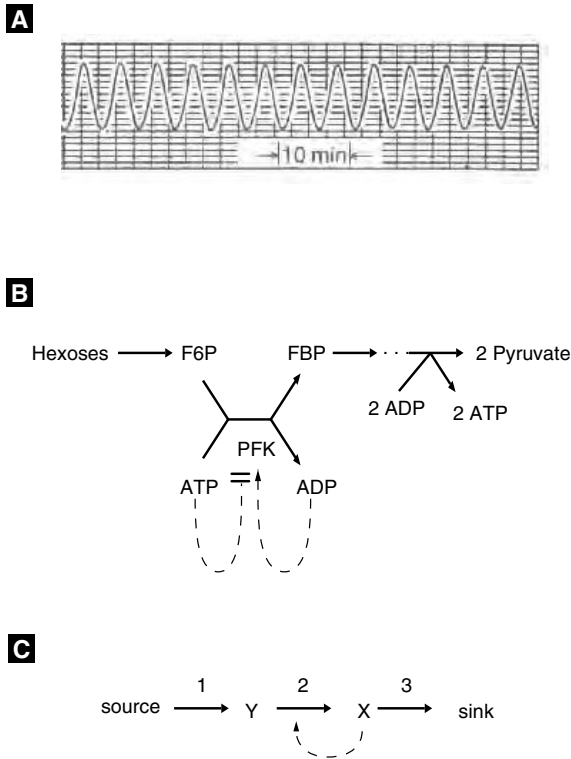 A
10 min
B
Hexoses F6P FBP · · · 2 Pyruvate
2 ADP 2 ATP
PFK
ATP ADP
C
1 2 3
source Y X sink